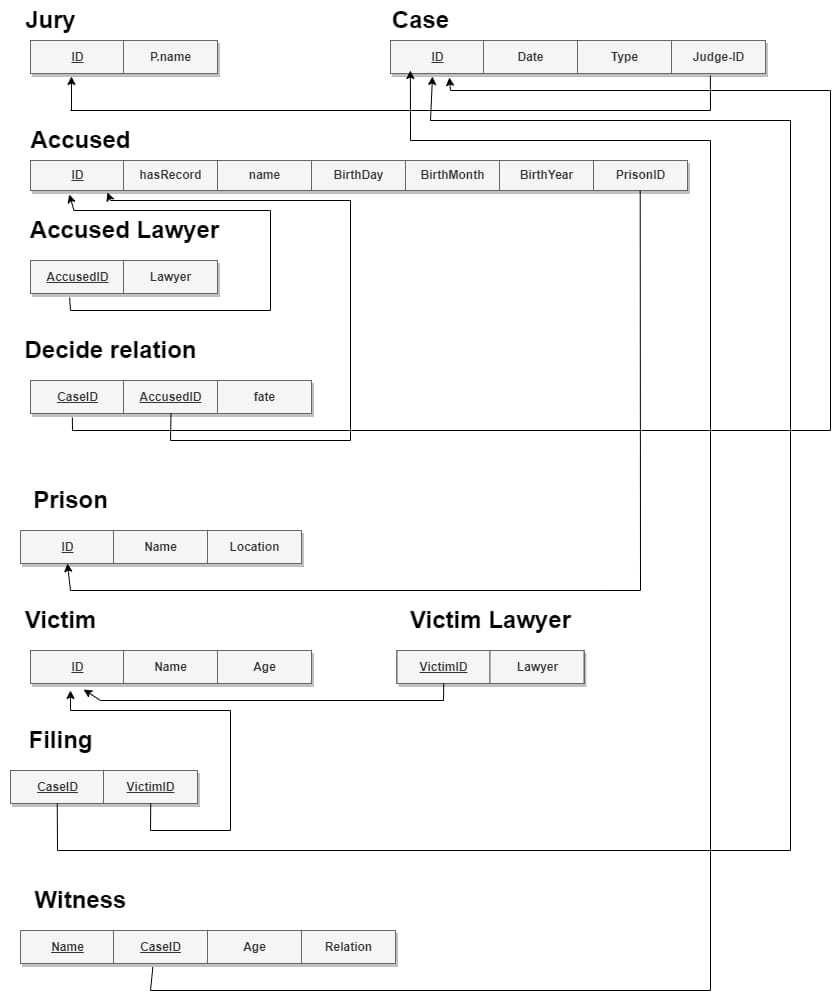 Jury Case
ID P.name ID Date Type Judge-ID
Accused
ID hasRecord name BirthDay BirthMonth BirthYear PrisonID
Accused Lawyer
AccusedID Lawyer
Decide relation
CaseID AccusedID fate
Prison
ID Name Location
Victim Victim Lawyer
ID Name Age VictimID Lawyer
Filing
CaseID VictimID
Witness
Name CaseID Age Relation